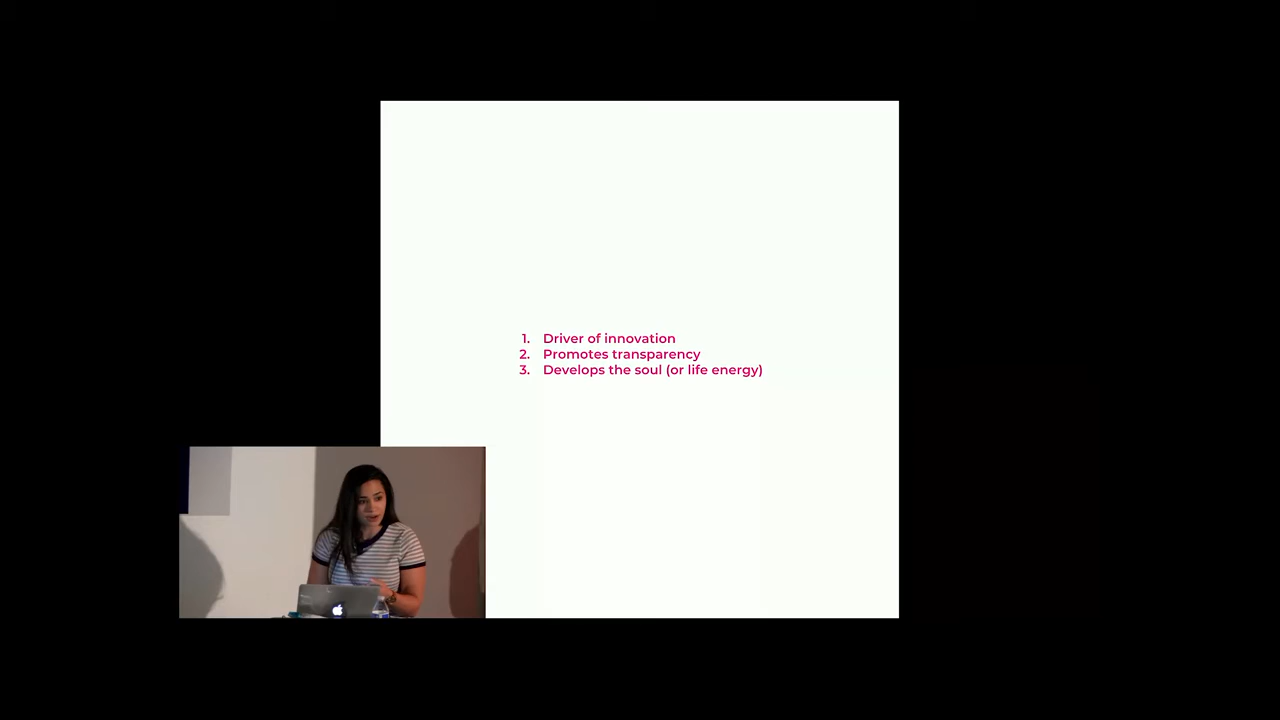 1. Driver of innovation
2. Promotes transparency
3. Develops the soul (or life energy)